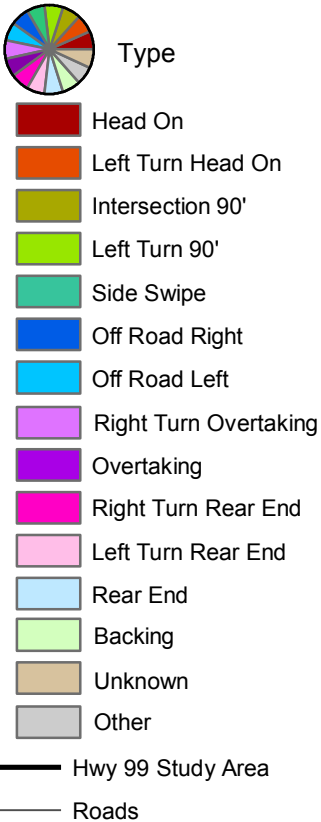 Type
Head On
Left Turn Head On
Intersection 90'
Left Turn 90'
Side Swipe
Off Road Right
Off Road Left
Right Turn Overtaking
Overtaking
Right Turn Rear End
Left Turn Rear End
Rear End
Backing
Unknown
Other
Hwy 99 Study Area
Roads